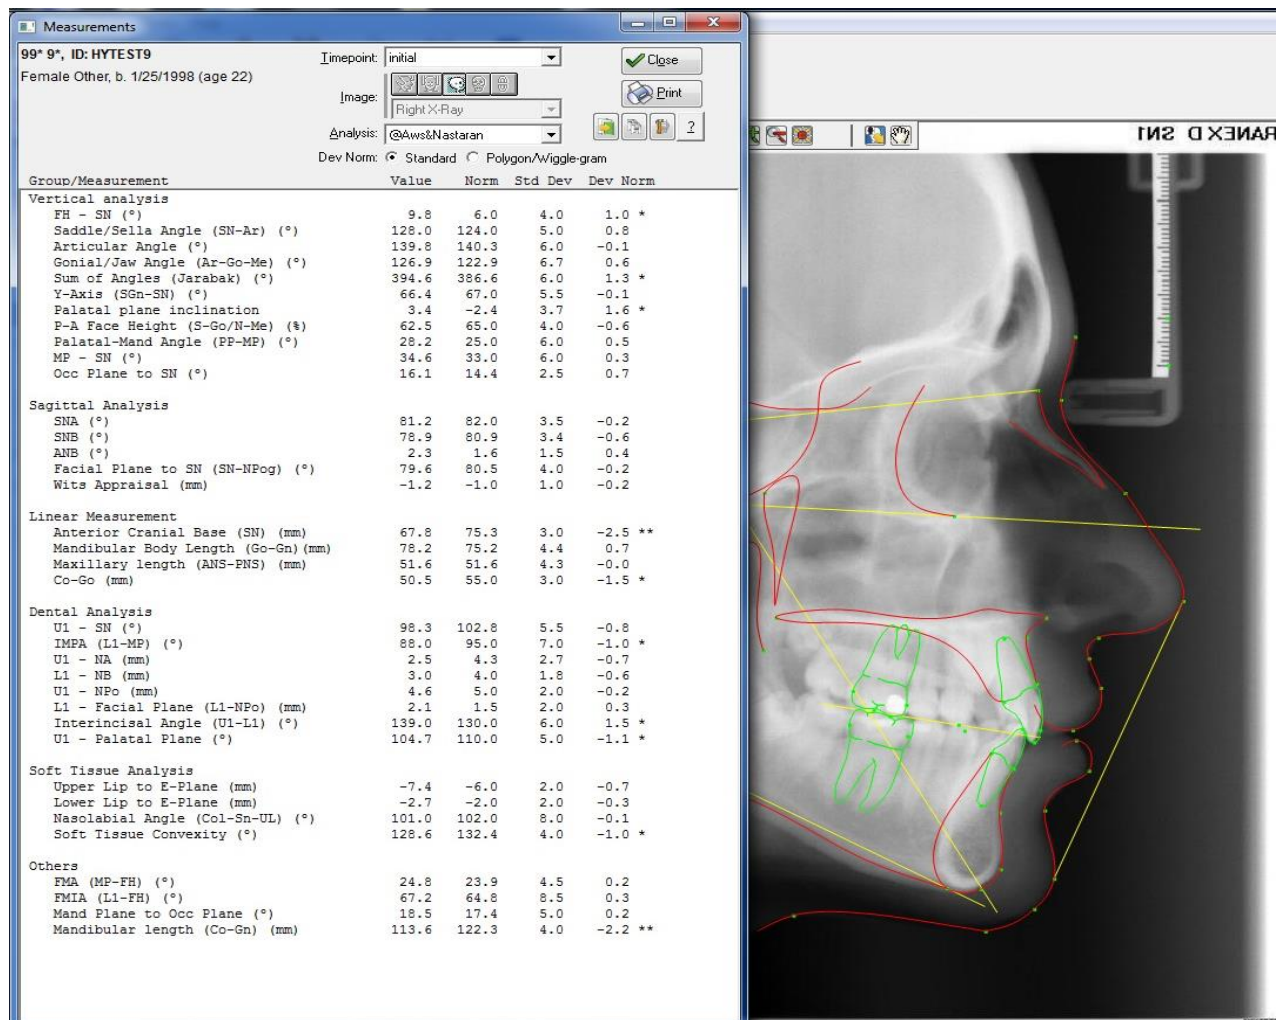 Measurements
99* 9*, ID: HYTEST9
Female Other, b. 1/25/1998 (age 22)
Timepoint: initial
Close
Image:
Right X-Ray
Print
Analysis: @Aws&Nastaran
?
Dev Norm: Standard Polygon/Wiggle-gram
Group/Measurement Value Norm Std Dev Dev Norm
Vertical analysis
FH - SN (º) 9.8 6.0 4.0 1.0 *
Saddle/Sella Angle (SN-Ar) (º) 128.0 124.0 5.0 0.8
Articular Angle (º) 139.8 140.3 6.0 -0.1
Gonial/Jaw Angle (Ar-Go-Me) (º) 126.9 122.9 6.7 0.6
Sum of Angles (Jarabak) (º) 394.6 386.6 6.0 1.3 *
Y-Axis (SGn-SN) (º) 66.4 67.0 5.5 -0.1
Palatal plane inclination 3.4 -2.4 3.7 1.6 *
P-A Face Height (S-Go/N-Me) (%) 62.5 65.0 4.0 -0.6
Palatal-Mand Angle (PP-MP) (º) 28.2 25.0 6.0 0.5
MP - SN (º) 34.6 33.0 6.0 0.3
Occ Plane to SN (º) 16.1 14.4 2.5 0.7
Sagittal Analysis
SNA (º) 81.2 82.0 3.5 -0.2
SNB (º) 78.9 80.9 3.4 -0.6
ANB (º) 2.3 1.6 1.5 0.4
Facial Plane to SN (SN-NPog) (º) 79.6 80.5 4.0 -0.2
Wits Appraisal (mm) -1.2 -1.0 1.0 -0.2
Linear Measurement
Anterior Cranial Base (SN) (mm) 67.8 75.3 3.0 -2.5 **
Mandibular Body Length (Go-Gn)(mm) 78.2 75.2 4.4 0.7
Maxillary length (ANS-PNS) (mm) 51.6 51.6 4.3 -0.0
Co-Go (mm) 50.5 55.0 3.0 -1.5 *
Dental Analysis
U1 - SN (º) 98.3 102.8 5.5 -0.8
IMPA (L1-MP) (º) 88.0 95.0 7.0 -1.0 *
U1 - NA (mm) 2.5 4.3 2.7 -0.7
L1 - NB (mm) 3.0 4.0 1.8 -0.6
U1 - NPo (mm) 4.6 5.0 2.0 -0.2
L1 - Facial Plane (L1-NPo) (mm) 2.1 1.5 2.0 0.3
Interincisal Angle (U1-L1) (º) 139.0 130.0 6.0 1.5 *
U1 - Palatal Plane (º) 104.7 110.0 5.0 -1.1 *
Soft Tissue Analysis
Upper Lip to E-Plane (mm) -7.4 -6.0 2.0 -0.7
Lower Lip to E-Plane (mm) -2.7 -2.0 2.0 -0.3
Nasolabial Angle (Col-Sn-UL) (º) 101.0 102.0 8.0 -0.1
Soft Tissue Convexity (º) 128.6 132.4 4.0 -1.0 *
Others
FMA (MP-FH) (º) 24.8 23.9 4.5 0.2
FMIA (L1-FH) (º) 67.2 64.8 8.5 0.3
Mand Plane to Occ Plane (º) 18.5 17.4 5.0 0.2
Mandibular length (Co-Gn) (mm) 113.6 122.3 4.0 -2.2 **
RANEX D SN1